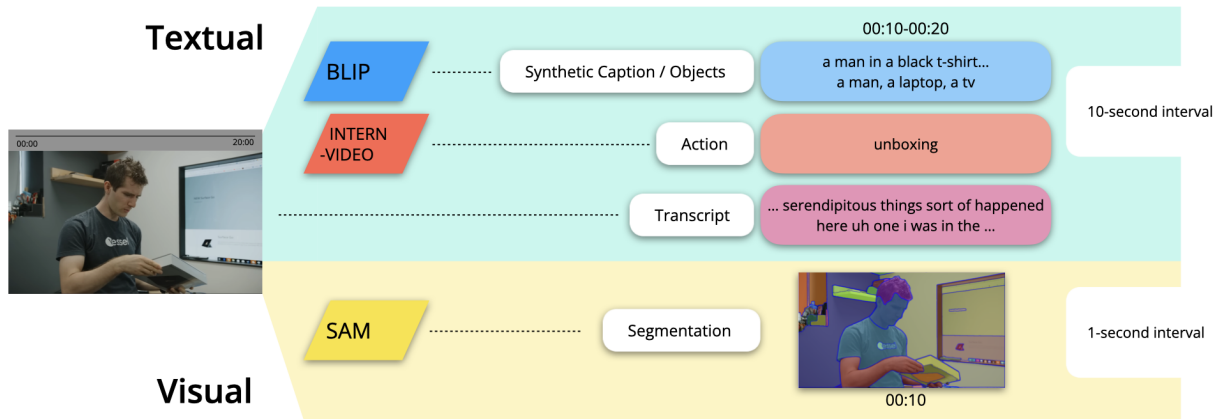 Textual
00:10-00:20
BLIP
Synthetic Caption / Objects
a man in a black t-shirt...
a man, a laptop, a tv
10-second interval
00:00
20:00
INTERN
-VIDEO
Action
unboxing
Transcript
... serendipitous things sort of happened
here uh one i was in the ...
SAM
Segmentation
1-second interval
Visual
00:10